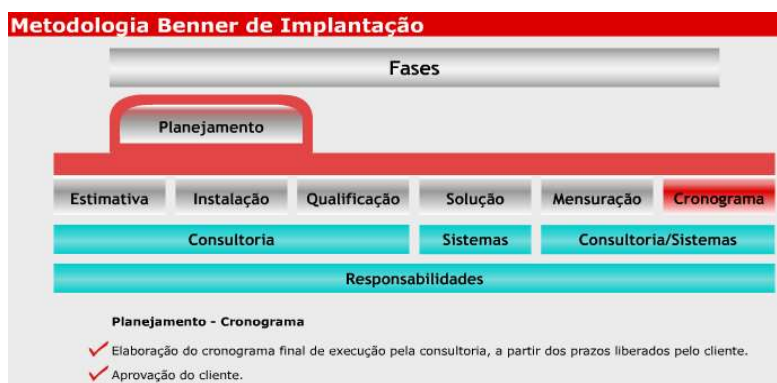 Metodologia Benner de Implantação
Fases
Planejamento
Estimativa Instalação Qualificação Solução Mensuração Cronograma
Consultoria Sistemas Consultoria/Sistemas
Responsabilidades
Planejamento - Cronograma
Elaboração do cronograma final de execução pela consultoria, a partir dos prazos liberados pelo cliente.
Aprovação do cliente.